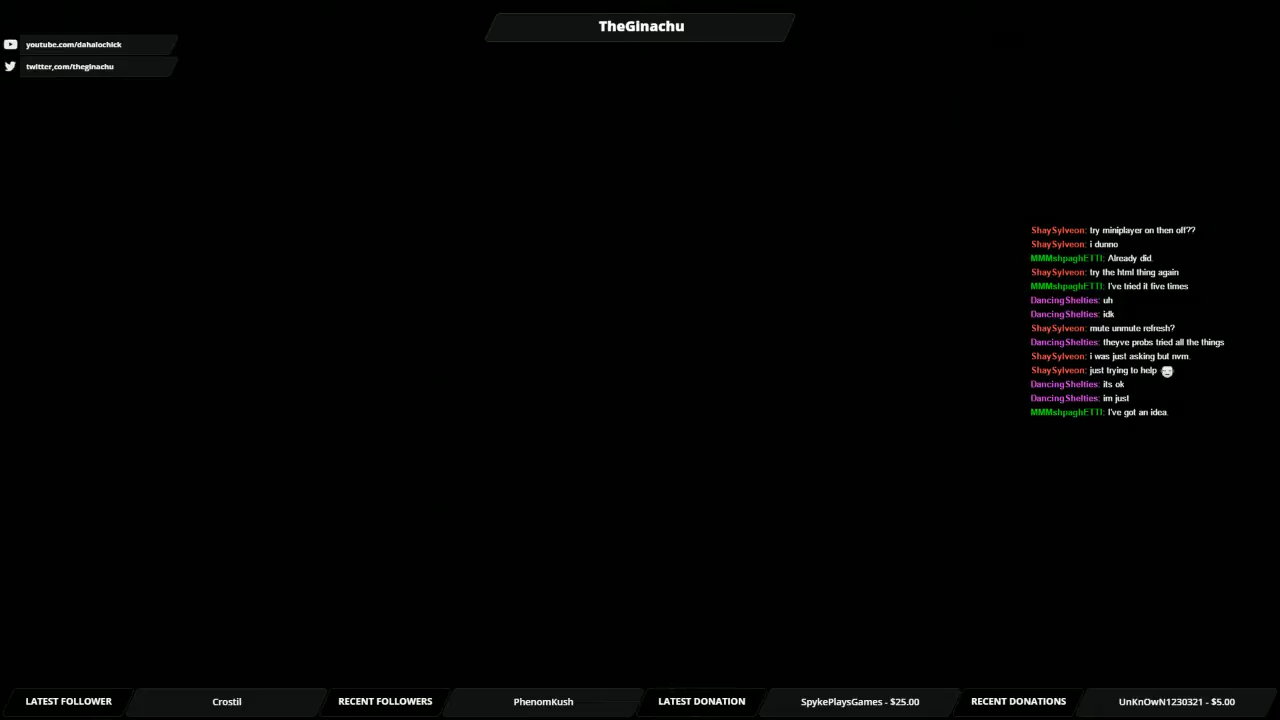 TheGinachu
youtube.com/dahalochick
twitter.com/theginachu
ShaySylveon: try miniplayer on then off??
ShaySylveon: i dunno
MMMshpaghETTI: Already did.
ShaySylveon: try the html thing again
MMMshpaghETTI: I've tried it five times
DancingShelties: uh
DancingShelties: idk
ShaySylveon: mute unmute refresh?
DancingShelties: theyve probs tried all the things
ShaySylveon: i was just asking but nvm.
ShaySylveon: just trying to help
DancingShelties: its ok
DancingShelties: im just
MMMshpaghETTI: I've got an idea.
LATEST FOLLOWER Crostil RECENT FOLLOWERS PhenomKush LATEST DONATION SpykePlaysGames - $25.00 RECENT DONATIONS UnKnOwN1230321 - $5.00